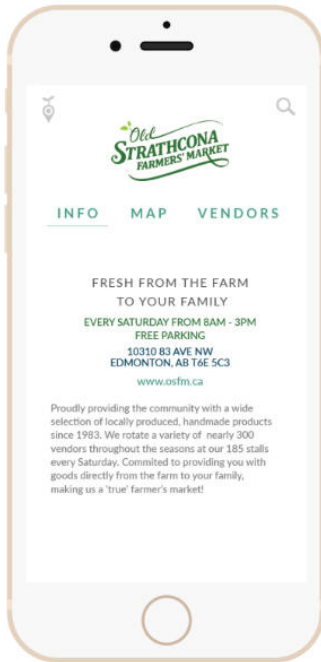 Old
STRATHCONA
FARMERS' MARKET
INFO MAP VENDORS
FRESH FROM THE FARM
TO YOUR FAMILY
EVERY SATURDAY FROM 8AM - 3PM
FREE PARKING
10310 83 AVE NW
EDMONTON, AB T6E 5C3
www.osfm.ca
Proudly providing the community with a wide
selection of locally produced, handmade products
since 1983. We rotate a variety of nearly 300
vendors throughout the seasons at our 185 stalls
every Saturday. Commited to providing you with
goods directly from the farm to your family,
making us a 'true' farmer's market!